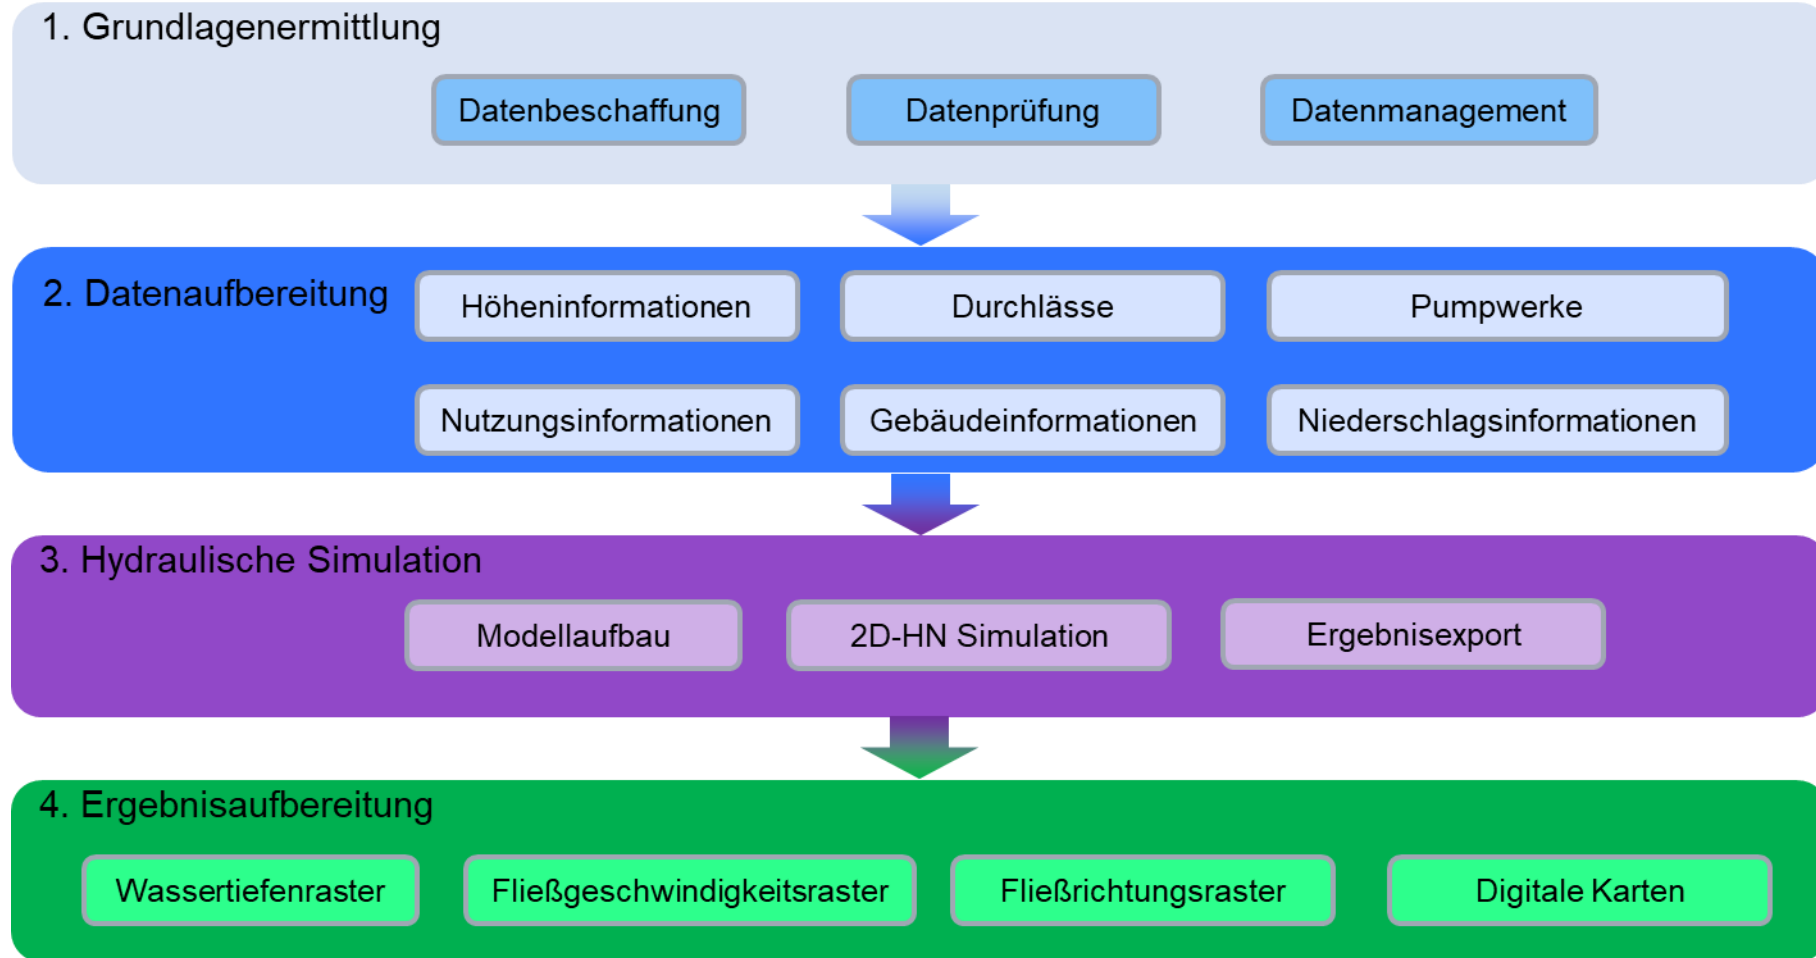 1. Grundlagenermittlung
Datenbeschaffung
Datenprüfung
Datenmanagement
2. Datenaufbereitung
Höheninformationen
Durchlässe
Pumpwerke
Nutzungsinformationen
Gebäudeinformationen
Niederschlagsinformationen
3. Hydraulische Simulation
Modellaufbau
2D-HN Simulation
Ergebnisexport
4. Ergebnisaufbereitung
Wassertiefenraster
Fließgeschwindigkeitsraster
Fließrichtungsraster
Digitale Karten